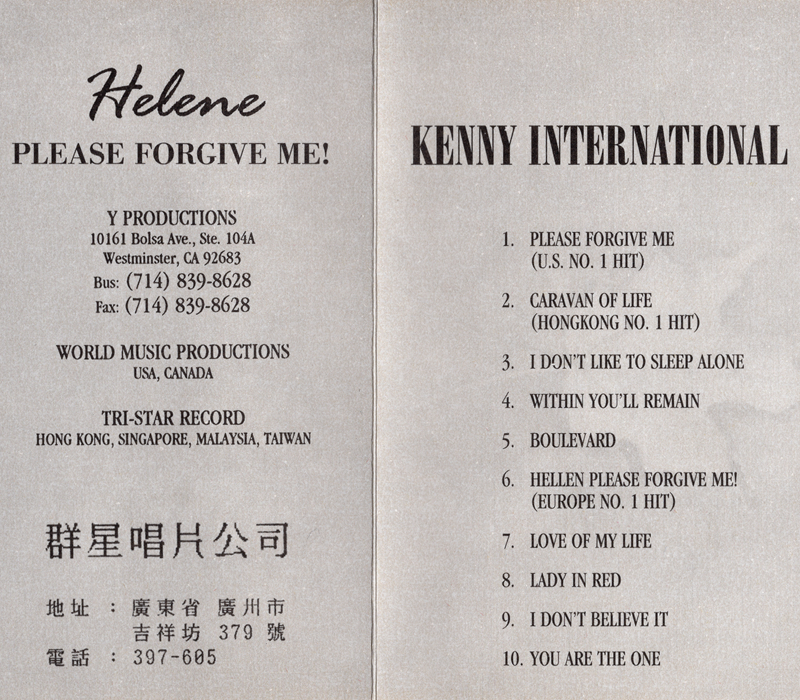 Helene
PLEASE FORGIVE ME!
Y PRODUCTIONS
10161 Bolsa Ave., Ste. 104A
Westminster, CA 92683
Bus: (714) 839-8628
Fax: (714) 839-8628
WORLD MUSIC PRODUCTIONS
USA, CANADA
TRI-STAR RECORD
HONG KONG, SINGAPORE, MALAYSIA, TAIWAN
群星唱片公司
地址 : 廣東省 廣州市
吉祥坊 379 號
電話 : 397-605
KENNY INTERNATIONAL
1. PLEASE FORGIVE ME
(U.S. NO. 1 HIT)
2. CARAVAN OF LIFE
(HONGKONG NO. 1 HIT)
3. I DON'T LIKE TO SLEEP ALONE
4. WITHIN YOU'LL REMAIN
5. BOULEVARD
6. HELLEN PLEASE FORGIVE ME!
(EUROPE NO. 1 HIT)
7. LOVE OF MY LIFE
8. LADY IN RED
9. I DON'T BELIEVE IT
10. YOU ARE THE ONE